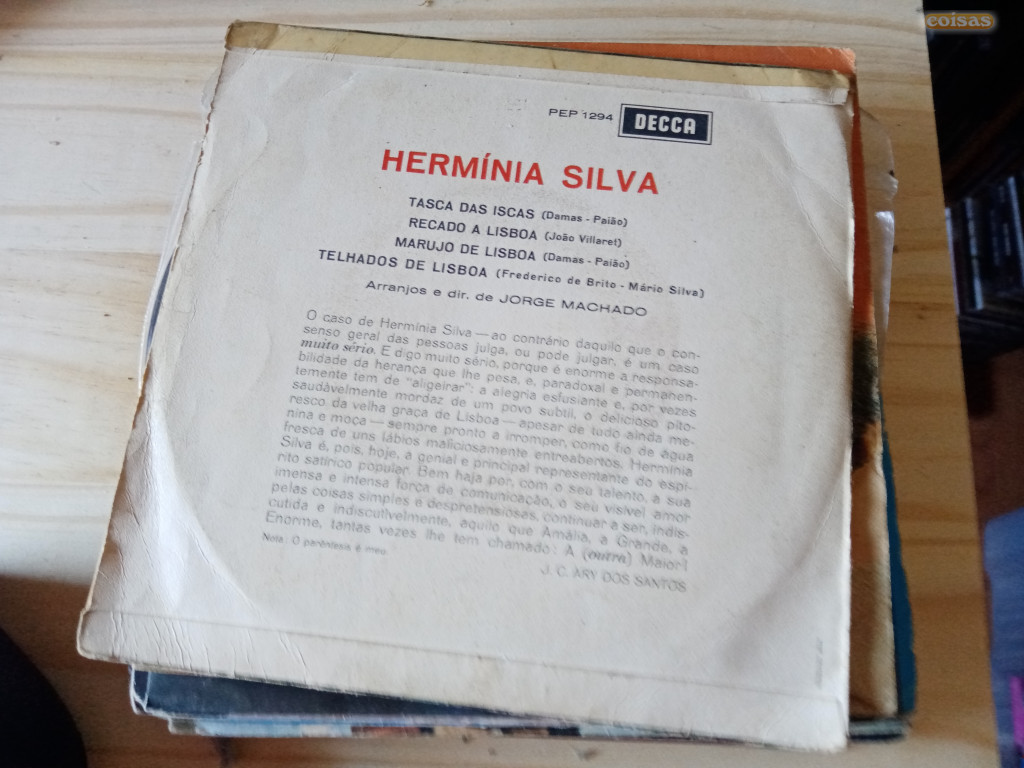 coisas
PEP 1294 DECCA
HERMÍNIA SILVA
TASCA DAS ISCAS (Damas - Paião)
RECADO A LISBOA (João Villaret)
MARUJO DE LISBOA (Damas - Paião)
TELHADOS DE LISBOA (Frederico de Brito - Mário Silva)
Arranjos e dir. de JORGE MACHADO
O caso de Hermínia Silva — ao contrário daquilo que o con-
senso geral das pessoas julga, ou pode julgar, é um caso
muito sério. E digo muito sério, porque é enorme a responsa-
bilidade da herança que lhe pesa, e, paradoxal e permanen-
temente tem de "aligeirar": a alegria esfusiante e, por vezes
saudàvelmente mordaz de um povo subtil, o delicioso pito-
resco da velha graça de Lisboa — apesar de tudo ainda me-
nina e moça — sempre pronto a irromper, como fio de água
fresca de uns lábios maliciosamente entreabertos. Hermínia
Silva é, pois, hoje, a genial e principal representante do espí-
rito satírico popular. Bem haja por, com o seu talento, a sua
imensa e intensa força de comunicação, o seu visível amor
pelas coisas simples e despretensiosas, continuar a ser, indis-
cutida e indiscutìvelmente, aquilo que Amália, a Grande, a
Enorme, tantas vezes lhe tem chamado: A (outra) Maior!
Nota: O parêntesis é meo
J. C. ARY DOS SANTOS